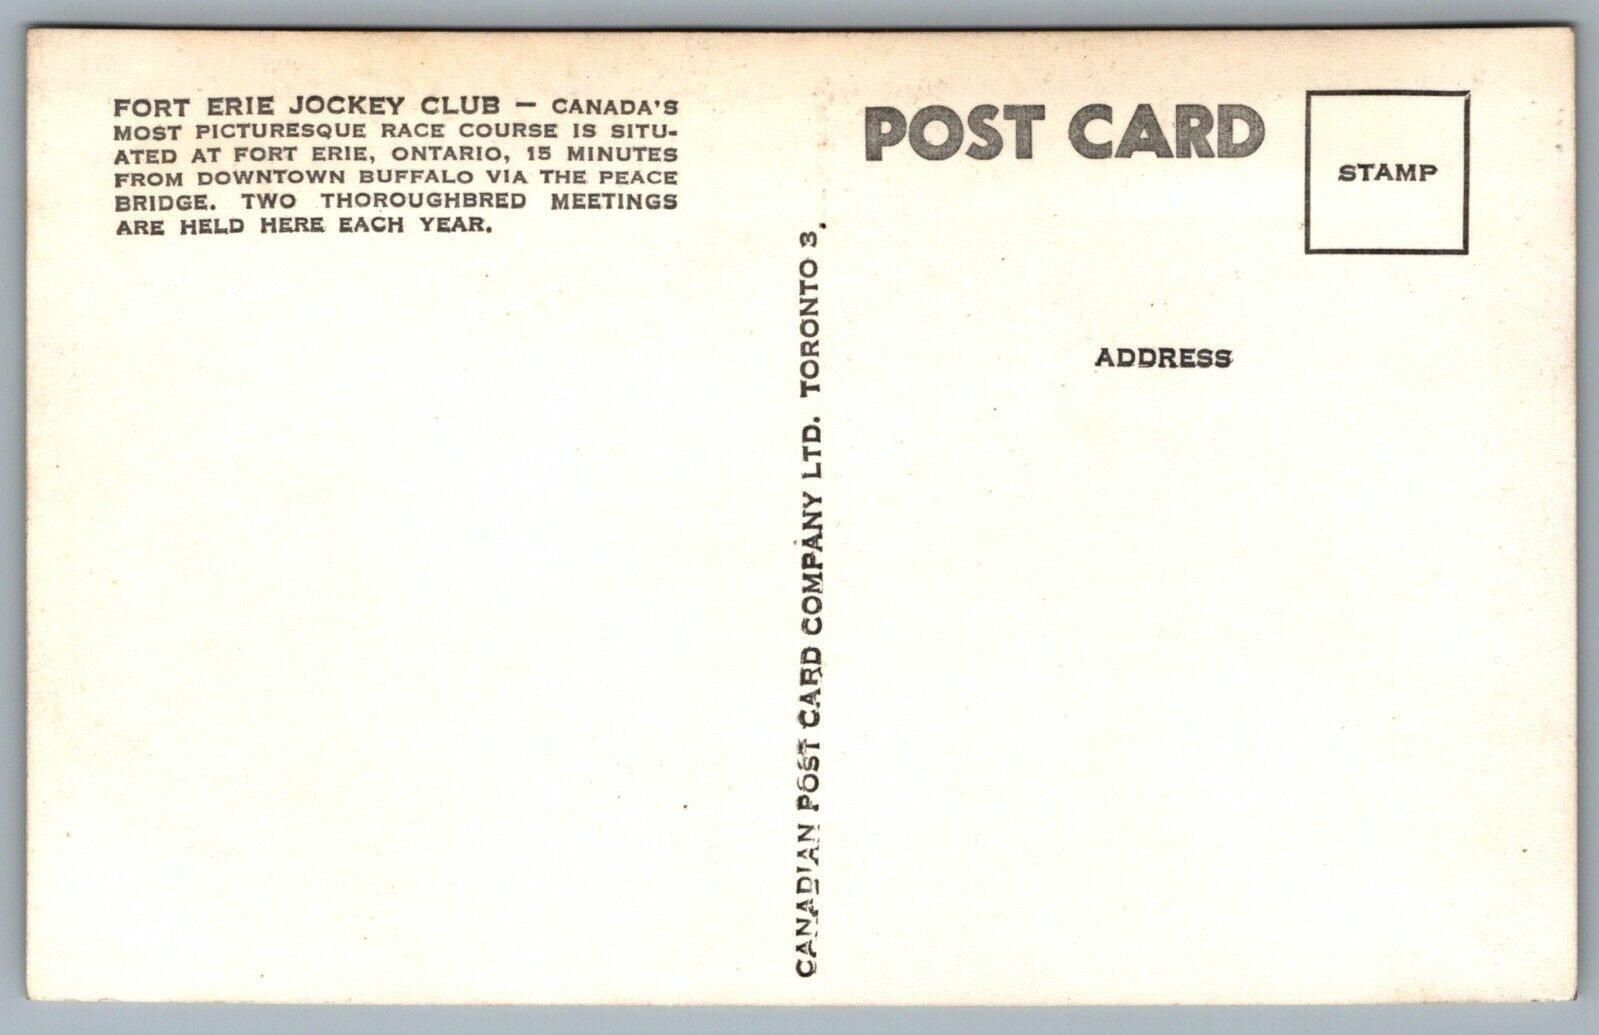 FORT ERIE JOCKEY CLUB — CANADA'S
MOST PICTURESQUE RACE COURSE IS SITU-
ATED AT FORT ERIE, ONTARIO, 15 MINUTES
FROM DOWNTOWN BUFFALO VIA THE PEACE
BRIDGE. TWO THOROUGHBRED MEETINGS
ARE HELD HERE EACH YEAR.
CANADIAN POST CARD COMPANY LTD. TORONTO 3.
POST CARD
STAMP
ADDRESS